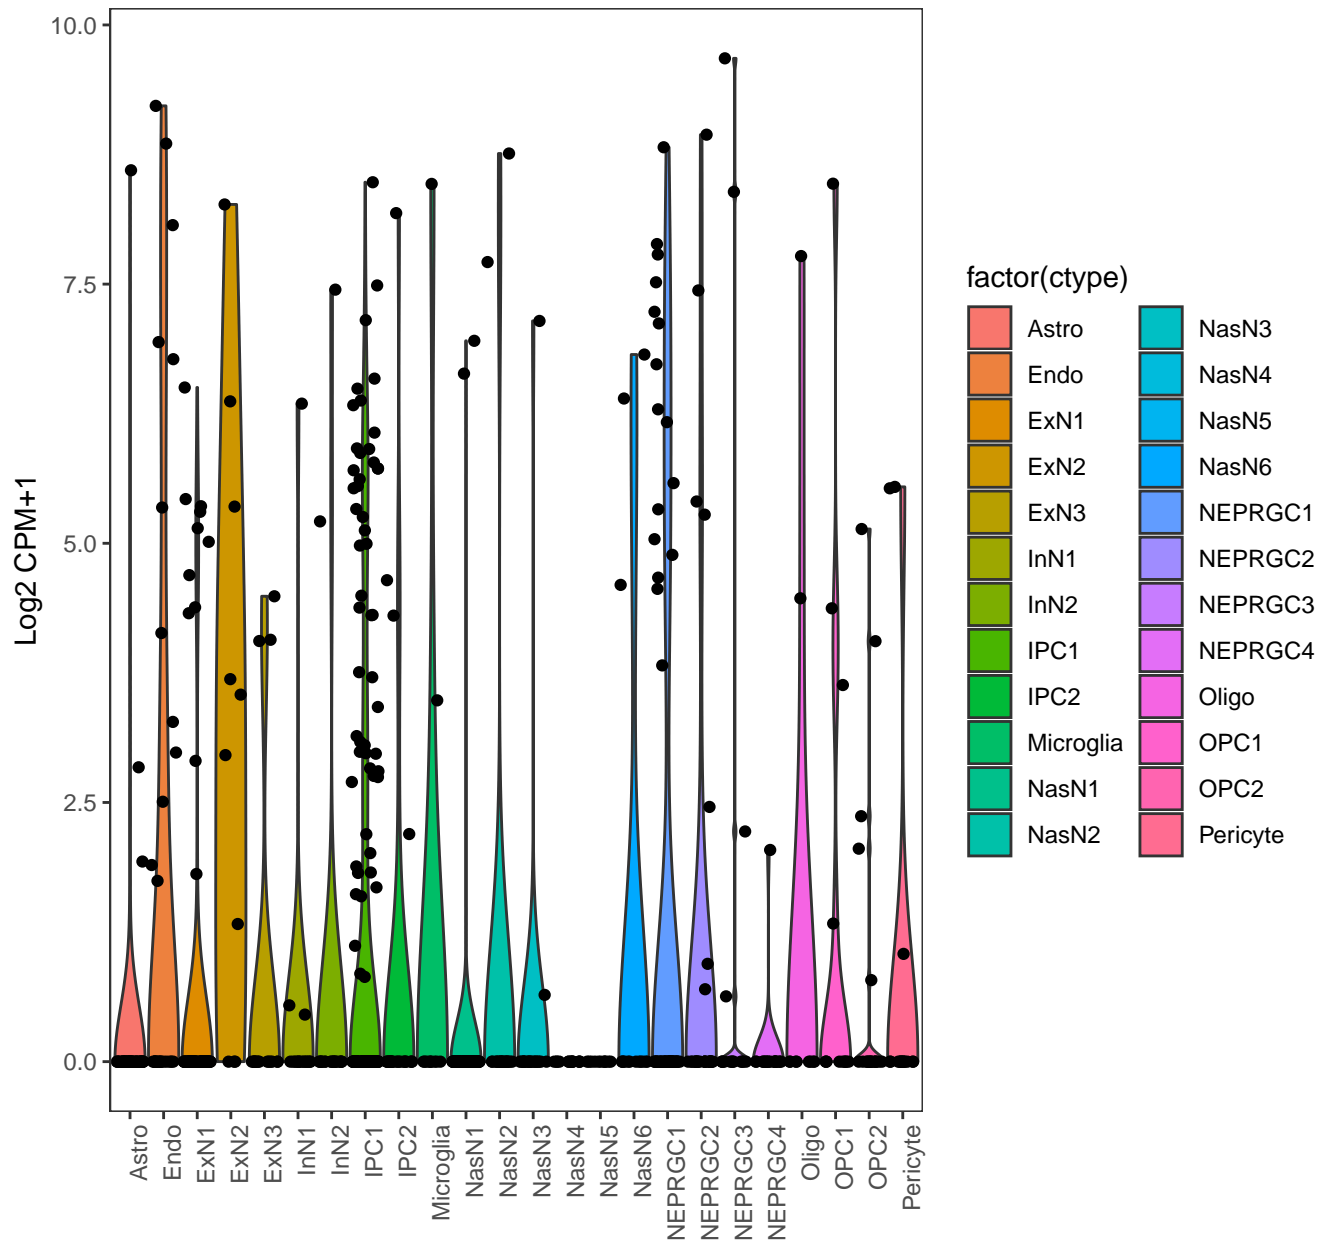 10.0
7.5
5.0
2.5
0.0
Log2 CPM+1
Astro
Endo
ExN1
ExN2
ExN3
InN1
InN2
IPC1
IPC2
Microglia
NasN1
NasN2
NasN3
NasN4
NasN5
NasN6
NEPRGC1
NEPRGC2
NEPRGC3
NEPRGC4
Oligo
OPC1
OPC2
Pericyte
factor(ctype)
Astro
Endo
ExN1
ExN2
ExN3
InN1
InN2
IPC1
IPC2
Microglia
NasN1
NasN2
NasN3
NasN4
NasN5
NasN6
NEPRGC1
NEPRGC2
NEPRGC3
NEPRGC4
Oligo
OPC1
OPC2
Pericyte